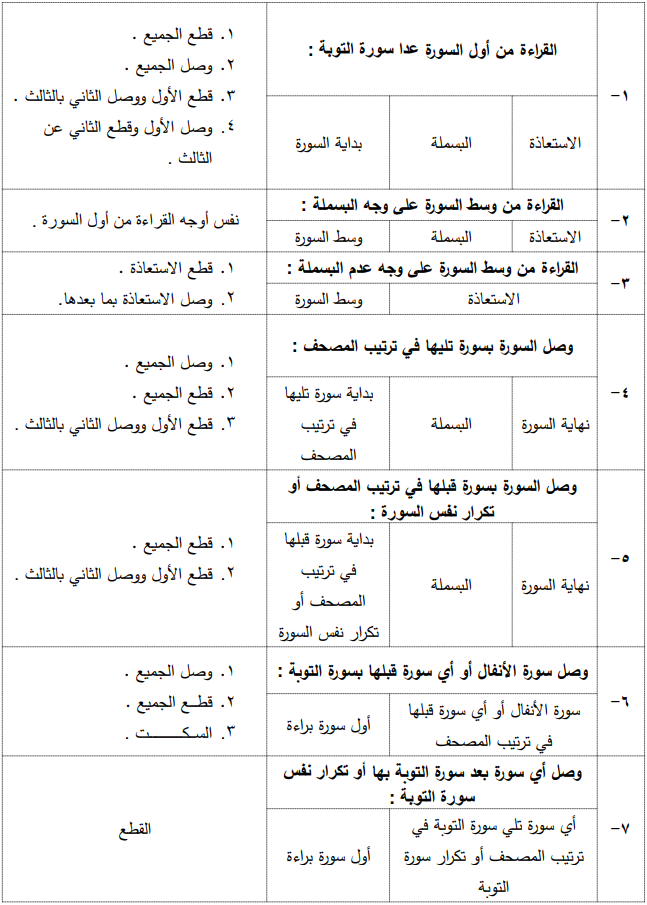 ١-
القراءة من أول السورة عدا سورة التوبة :
الاستعاذة
البسملة
بداية السورة
١. قطع الجميع .
٢. وصل الجميع .
٣. قطع الأول ووصل الثاني بالثالث .
٤. وصل الأول وقطع الثاني عن
الثالث .
٢-
القراءة من وسط السورة على وجه البسملة :
الاستعاذة
البسملة
وسط السورة
نفس أوجه القراءة من أول السورة .
٣-
القراءة من وسط السورة على وجه عدم البسملة :
الاستعاذة
وسط السورة
١. قطع الاستعاذة .
٢. وصل الاستعاذة بما بعدها.
٤-
وصل السورة بسورة تليها في ترتيب المصحف :
نهاية السورة
البسملة
بداية سورة تليها
في ترتيب
المصحف
١. وصل الجميع .
٢. قطع الجميع .
٣. قطع الأول ووصل الثاني بالثالث .
٥-
وصل السورة بسورة قبلها في ترتيب المصحف أو
تكرار نفس السورة :
نهاية السورة
البسملة
بداية سورة قبلها
في ترتيب
المصحف أو
تكرار نفس السورة
١. قطع الجميع .
٢. قطع الأول ووصل الثاني بالثالث .
٦-
وصل سورة الأنفال أو أي سورة قبلها بسورة التوبة :
سورة الأنفال أو أي سورة قبلها
في ترتيب المصحف
أول سورة براءة
١. وصل الجميع .
٢. قطــع الجميع .
٣. السـكــــــــت .
٧-
وصل أي سورة بعد سورة التوبة بها أو تكرار نفس
سورة التوبة :
أي سورة تلي سورة التوبة في
ترتيب المصحف أو تكرار سورة
التوبة
أول سورة براءة
القطع